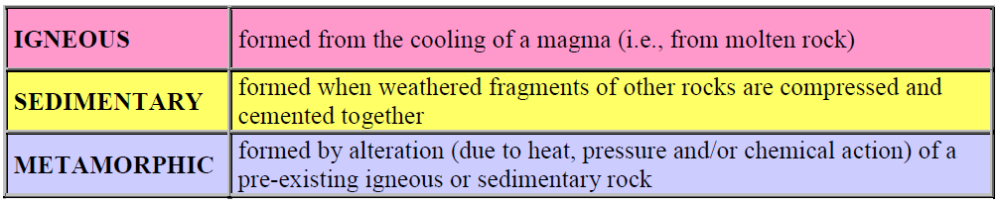 IGNEOUS formed from the cooling of a magma (i.e., from molten rock)
SEDIMENTARY
formed when weathered fragments of other rocks are compressed and
cemented together
METAMORPHIC
formed by alteration (due to heat, pressure and/or chemical action) of a
pre-existing igneous or sedimentary rock